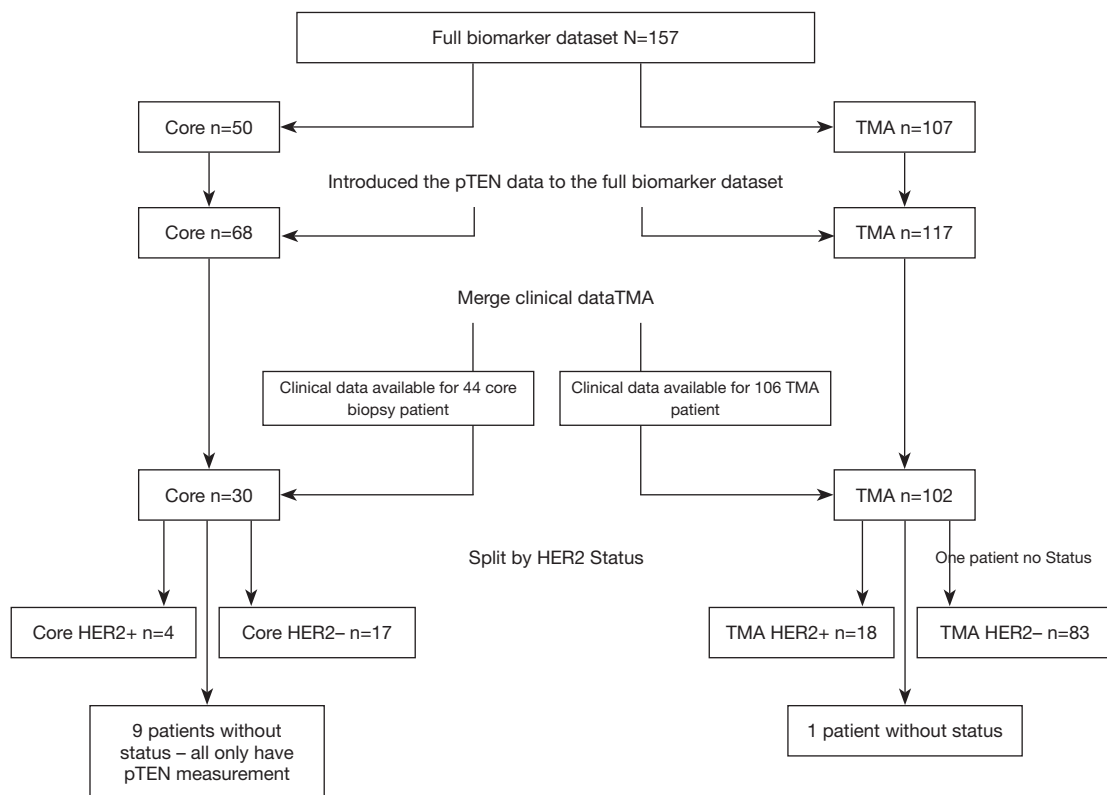 Full biomarker dataset N=157
Core n=50
TMA n=107
Introduced the pTEN data to the full biomarker dataset
Core n=68
TMA n=117
Merge clinical dataTMA
Clinical data available for 44 core
biopsy patient
Clinical data available for 106 TMA
patient
Core n=30
TMA n=102
Split by HER2 Status
One patient no Status
Core HER2+ n=4
Core HER2– n=17
TMA HER2+ n=18
TMA HER2– n=83
9 patients without
status – all only have
pTEN measurement
1 patient without status